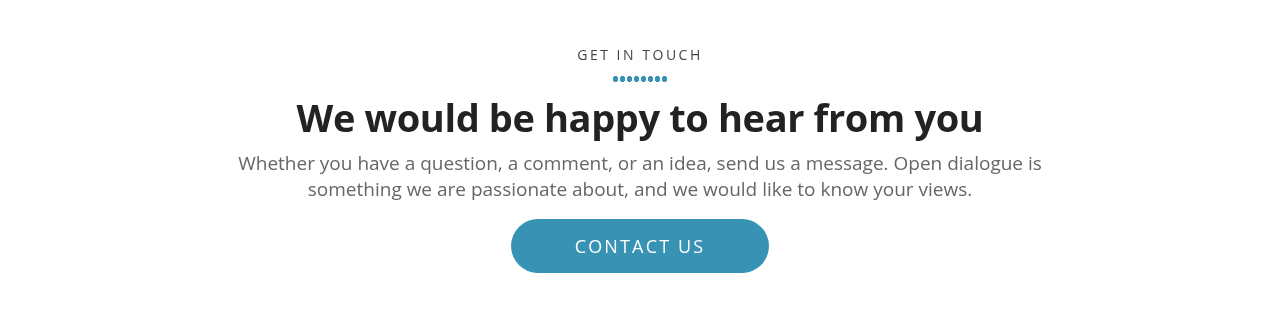 GET IN TOUCH
We would be happy to hear from you
Whether you have a question, a comment, or an idea, send us a message. Open dialogue is
something we are passionate about, and we would like to know your views.
CONTACT US